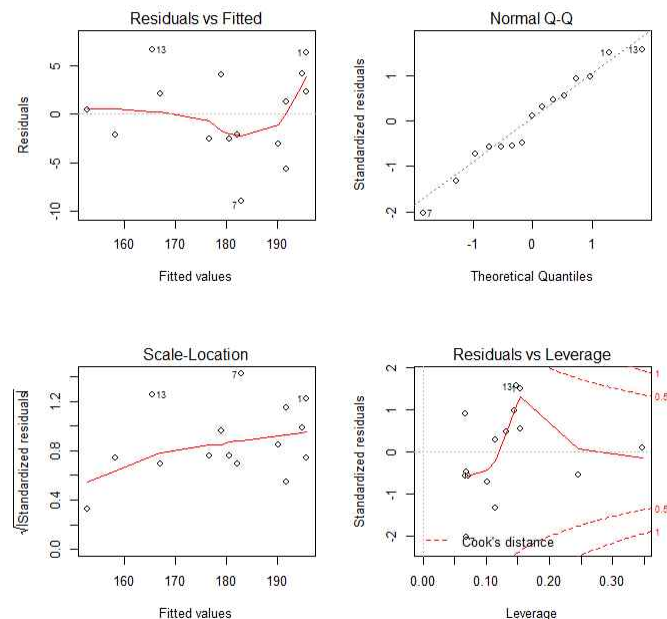 Residuals vs Fitted
Residuals
5
0
-5
-10
13
1
7
160 170 180 190
Fitted values
Normal Q-Q
Standardized residuals
1
0
-1
-2
1
13
7
-1 0 1
Theoretical Quantiles
Scale-Location
√|Standardized residuals|
1.2
0.8
0.4
0.0
7
13
1
160 170 180 190
Fitted values
Residuals vs Leverage
Standardized residuals
2
1
0
-1
-2
13
1
1
0.5
0.5
1
Cook's distance
0.00 0.10 0.20 0.30
Leverage